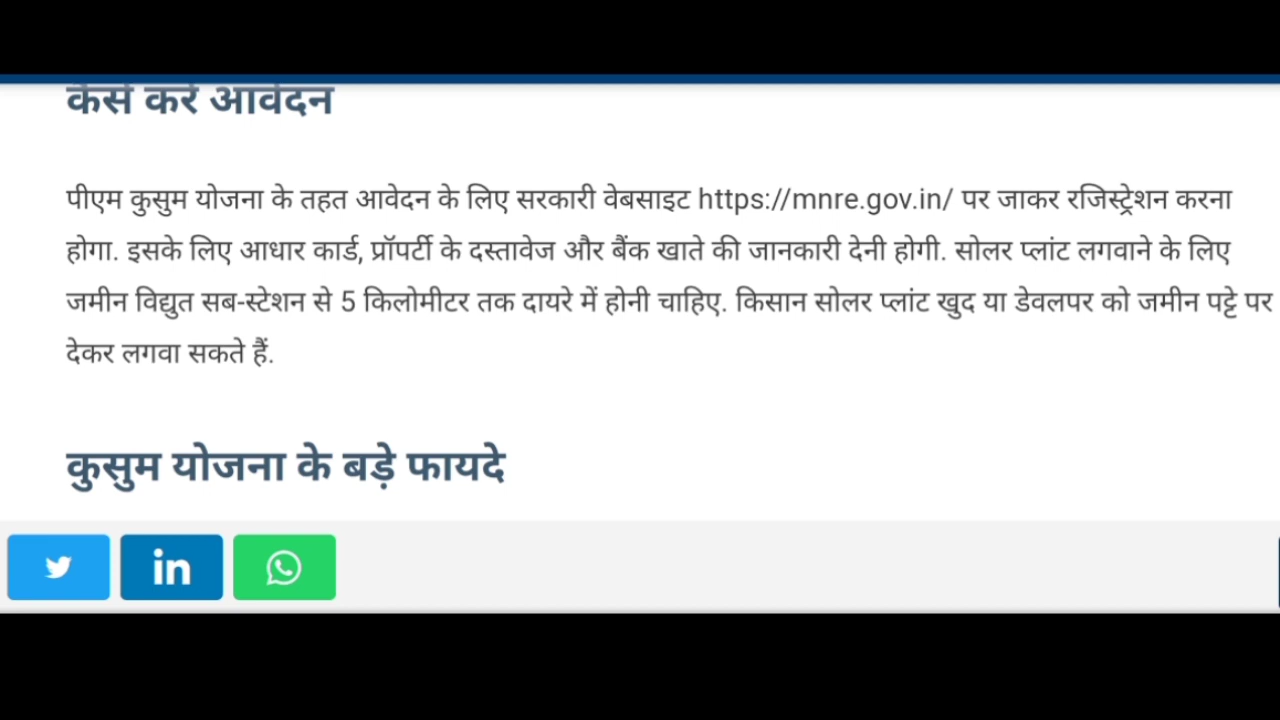 कैसे करें आवेदन
पीएम कुसुम योजना के तहत आवेदन के लिए सरकारी वेबसाइट https://mnre.gov.in/ पर जाकर रजिस्ट्रेशन करना
होगा. इसके लिए आधार कार्ड, प्रॉपर्टी के दस्तावेज और बैंक खाते की जानकारी देनी होगी. सोलर प्लांट लगवाने के लिए
जमीन विद्युत सब-स्टेशन से 5 किलोमीटर तक दायरे में होनी चाहिए. किसान सोलर प्लांट खुद या डेवलपर को जमीन पट्टे पर
देकर लगवा सकते हैं.
कुसुम योजना के बड़े फायदे
in